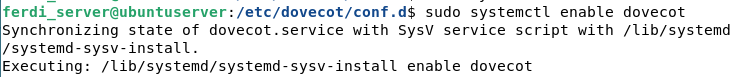 ferdi_server@ubuntuserver:/etc/dovecot/conf.d$ sudo systemctl enable dovecot
Synchronizing state of dovecot.service with SysV service script with /lib/systemd
/systemd-sysv-install.
Executing: /lib/systemd/systemd-sysv-install enable dovecot